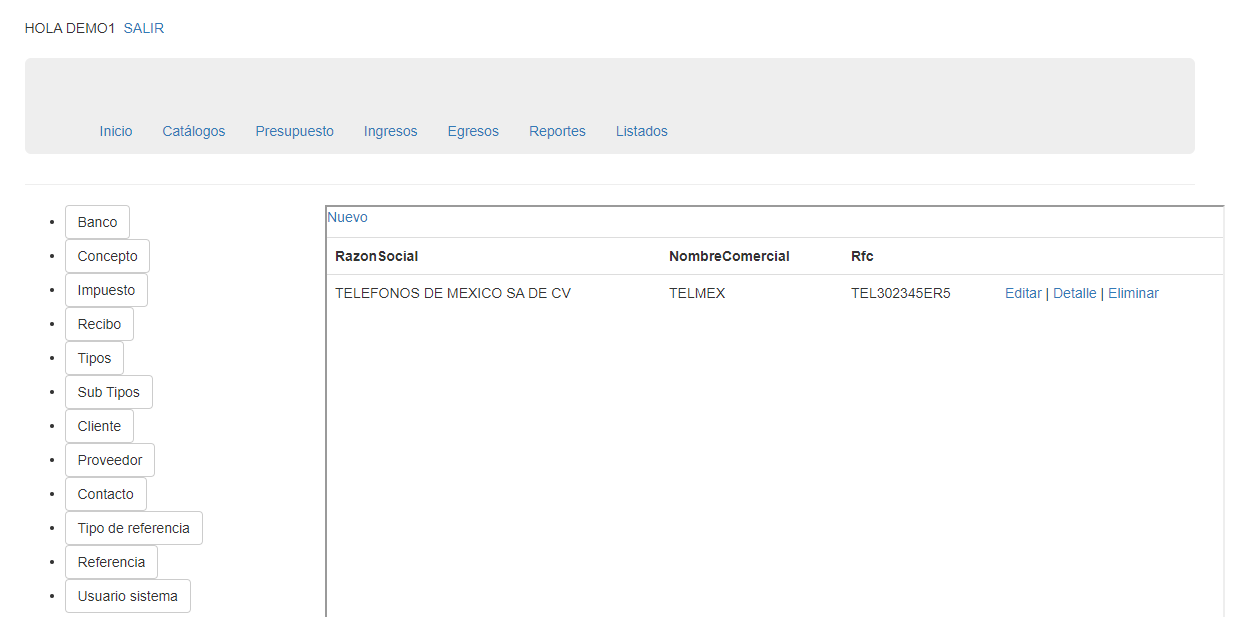 HOLA DEMO1 SALIR
Inicio Catálogos Presupuesto Ingresos Egresos Reportes Listados
Banco
Concepto
Impuesto
Recibo
Tipos
Sub Tipos
Cliente
Proveedor
Contacto
Tipo de referencia
Referencia
Usuario sistema
Nuevo
RazonSocial NombreComercial Rfc
TELEFONOS DE MEXICO SA DE CV TELMEX TEL302345ER5 Editar | Detalle | Eliminar